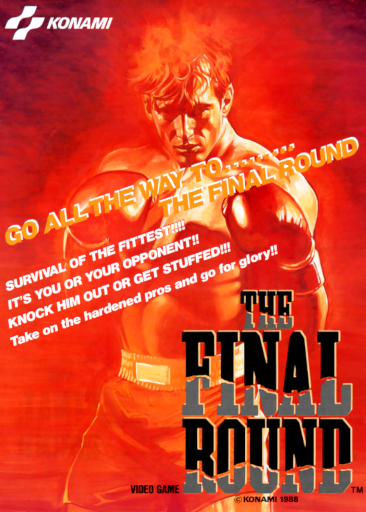 KONAMI
GO ALL THE WAY TO.........
THE FINAL ROUND
SURVIVAL OF THE FITTEST!!!!
IT'S YOU OR YOUR OPPONENT!!
KNOCK HIM OUT OR GET STUFFED!!!
Take on the hardened pros and go for glory!!
THE
FINAL
ROUND
VIDEO GAME
TM
© KONAMI 1988